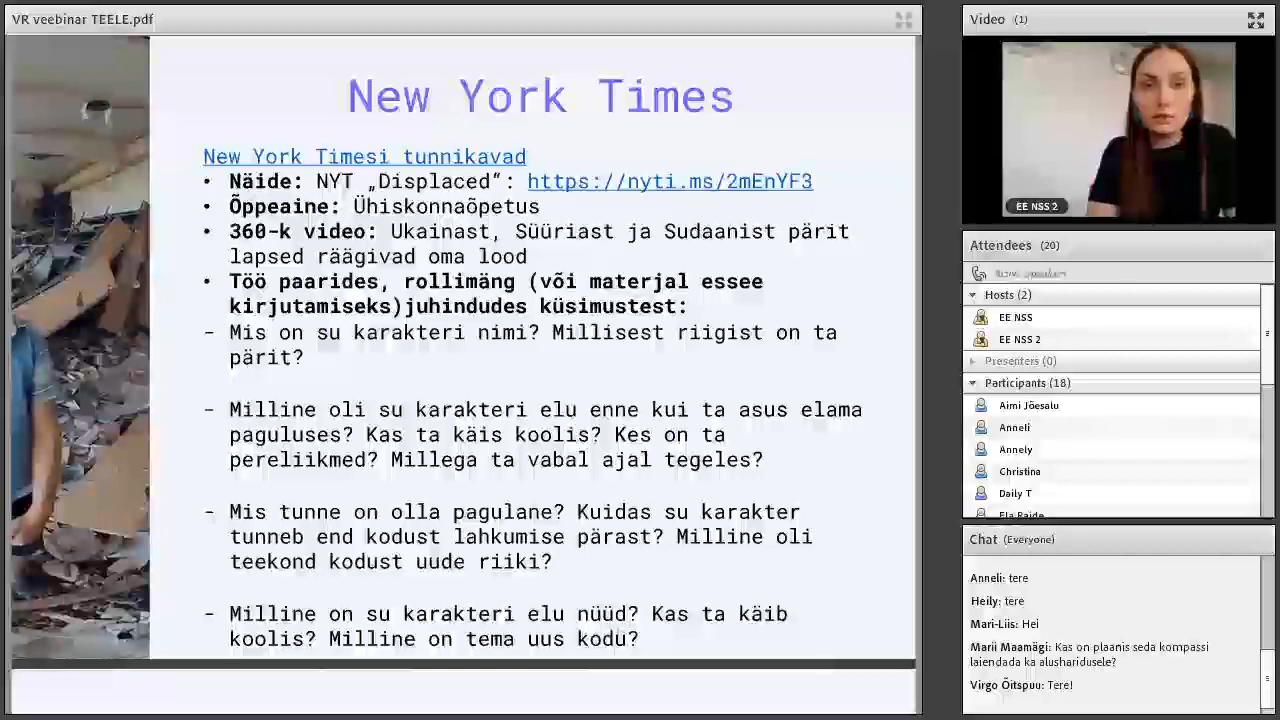 VR veebinar TEELE.pdf
New York Times
New York Timesi tunnikavad
• Näide: NYT „Displaced“: https://nyti.ms/2mEnYF3
• Õppeaine: Ühiskonnaõpetus
• 360-k video: Ukainast, Süüriast ja Sudaanist pärit
lapsed räägivad oma lood
• Töö paarides, rollimäng (või materjal essee
kirjutamiseks)juhindudes küsimustest:
– Mis on su karakteri nimi? Millisest riigist on ta
pärit?
– Milline oli su karakteri elu enne kui ta asus elama
paguluses? Kas ta käis koolis? Kes on ta
pereliikmed? Millega ta vabal ajal tegeles?
– Mis tunne on olla pagulane? Kuidas su karakter
tunneb end kodust lahkumise pärast? Milline oli
teekond kodust uude riiki?
– Milline on su karakteri elu nüüd? Kas ta käib
koolis? Milline on tema uus kodu?
Video (1)
EE NSS 2
Attendees (20)
Hosts (2)
EE NSS
EE NSS 2
Presenters (0)
Participants (18)
Aimi Jõesalu
Anneli
Annely
Christina
Daily T
Chat (Everyone)
Anneli: tere
Heily: tere
Mari-Liis: Hei
Marii Maamägi: Kas on plaanis seda kompassi
laiendada ka alusharidusele?
Virgo Õitspuu: Tere!